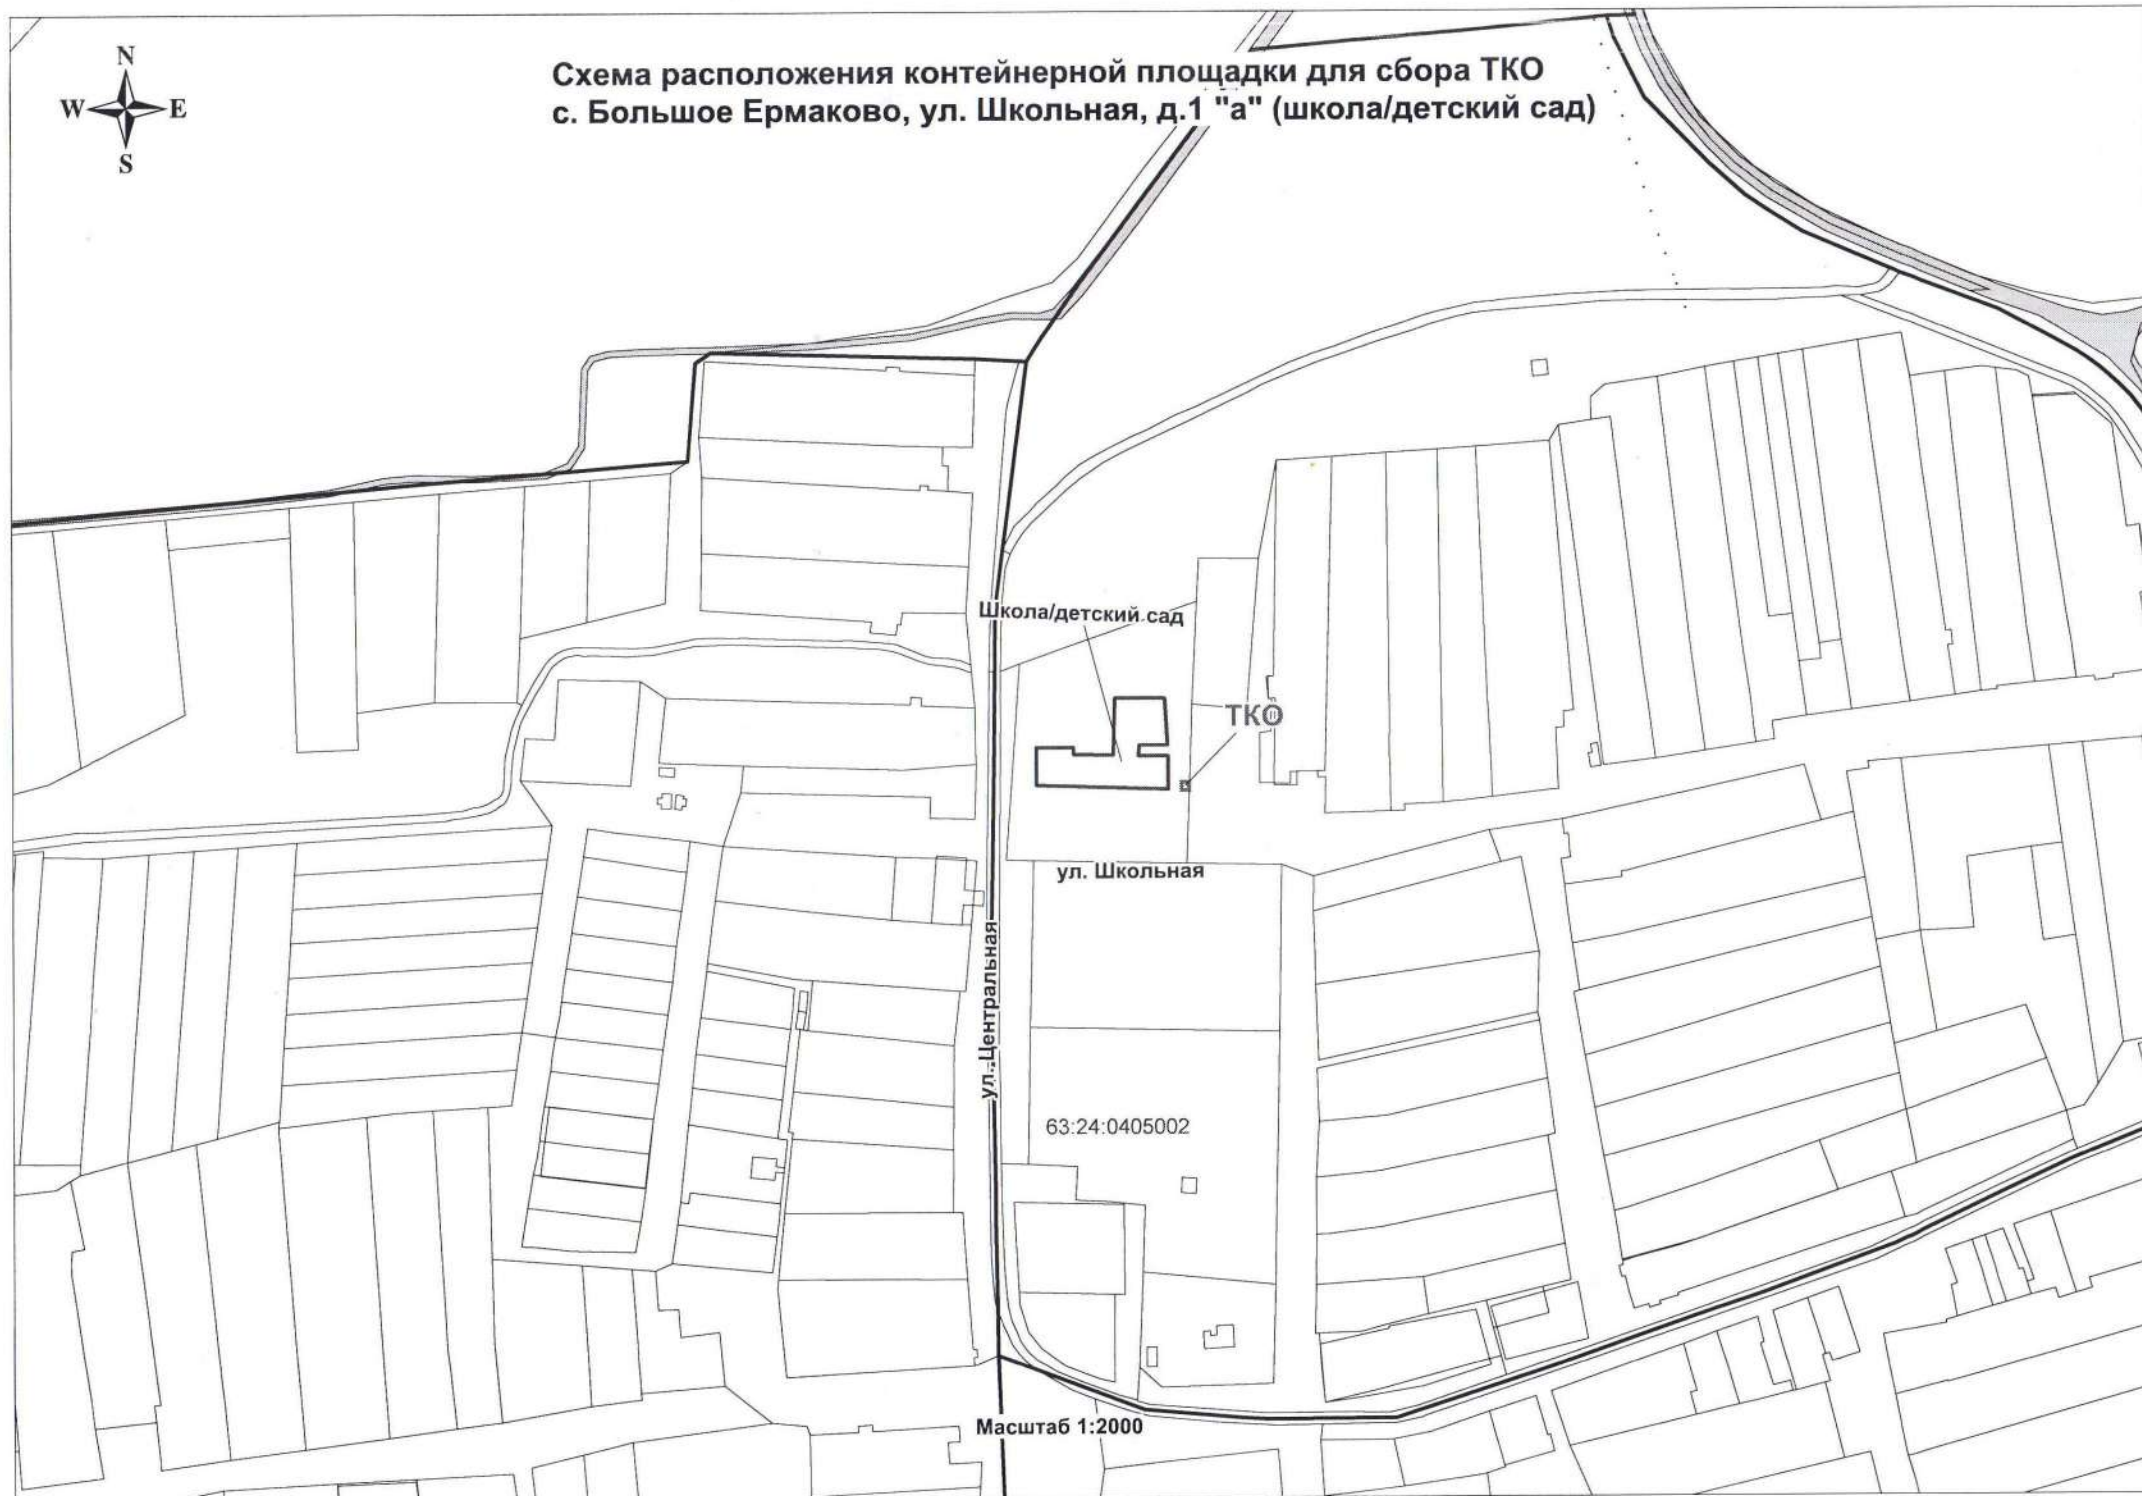 N
W E
S
Схема расположения контейнерной площадки для сбора ТКО
с. Большое Ермаково, ул. Школьная, д.1 "а" (школа/детский сад)
Школа/детский сад
ТКО
ул. Школьная
ул. Центральная
63:24:0405002
Масштаб 1:2000